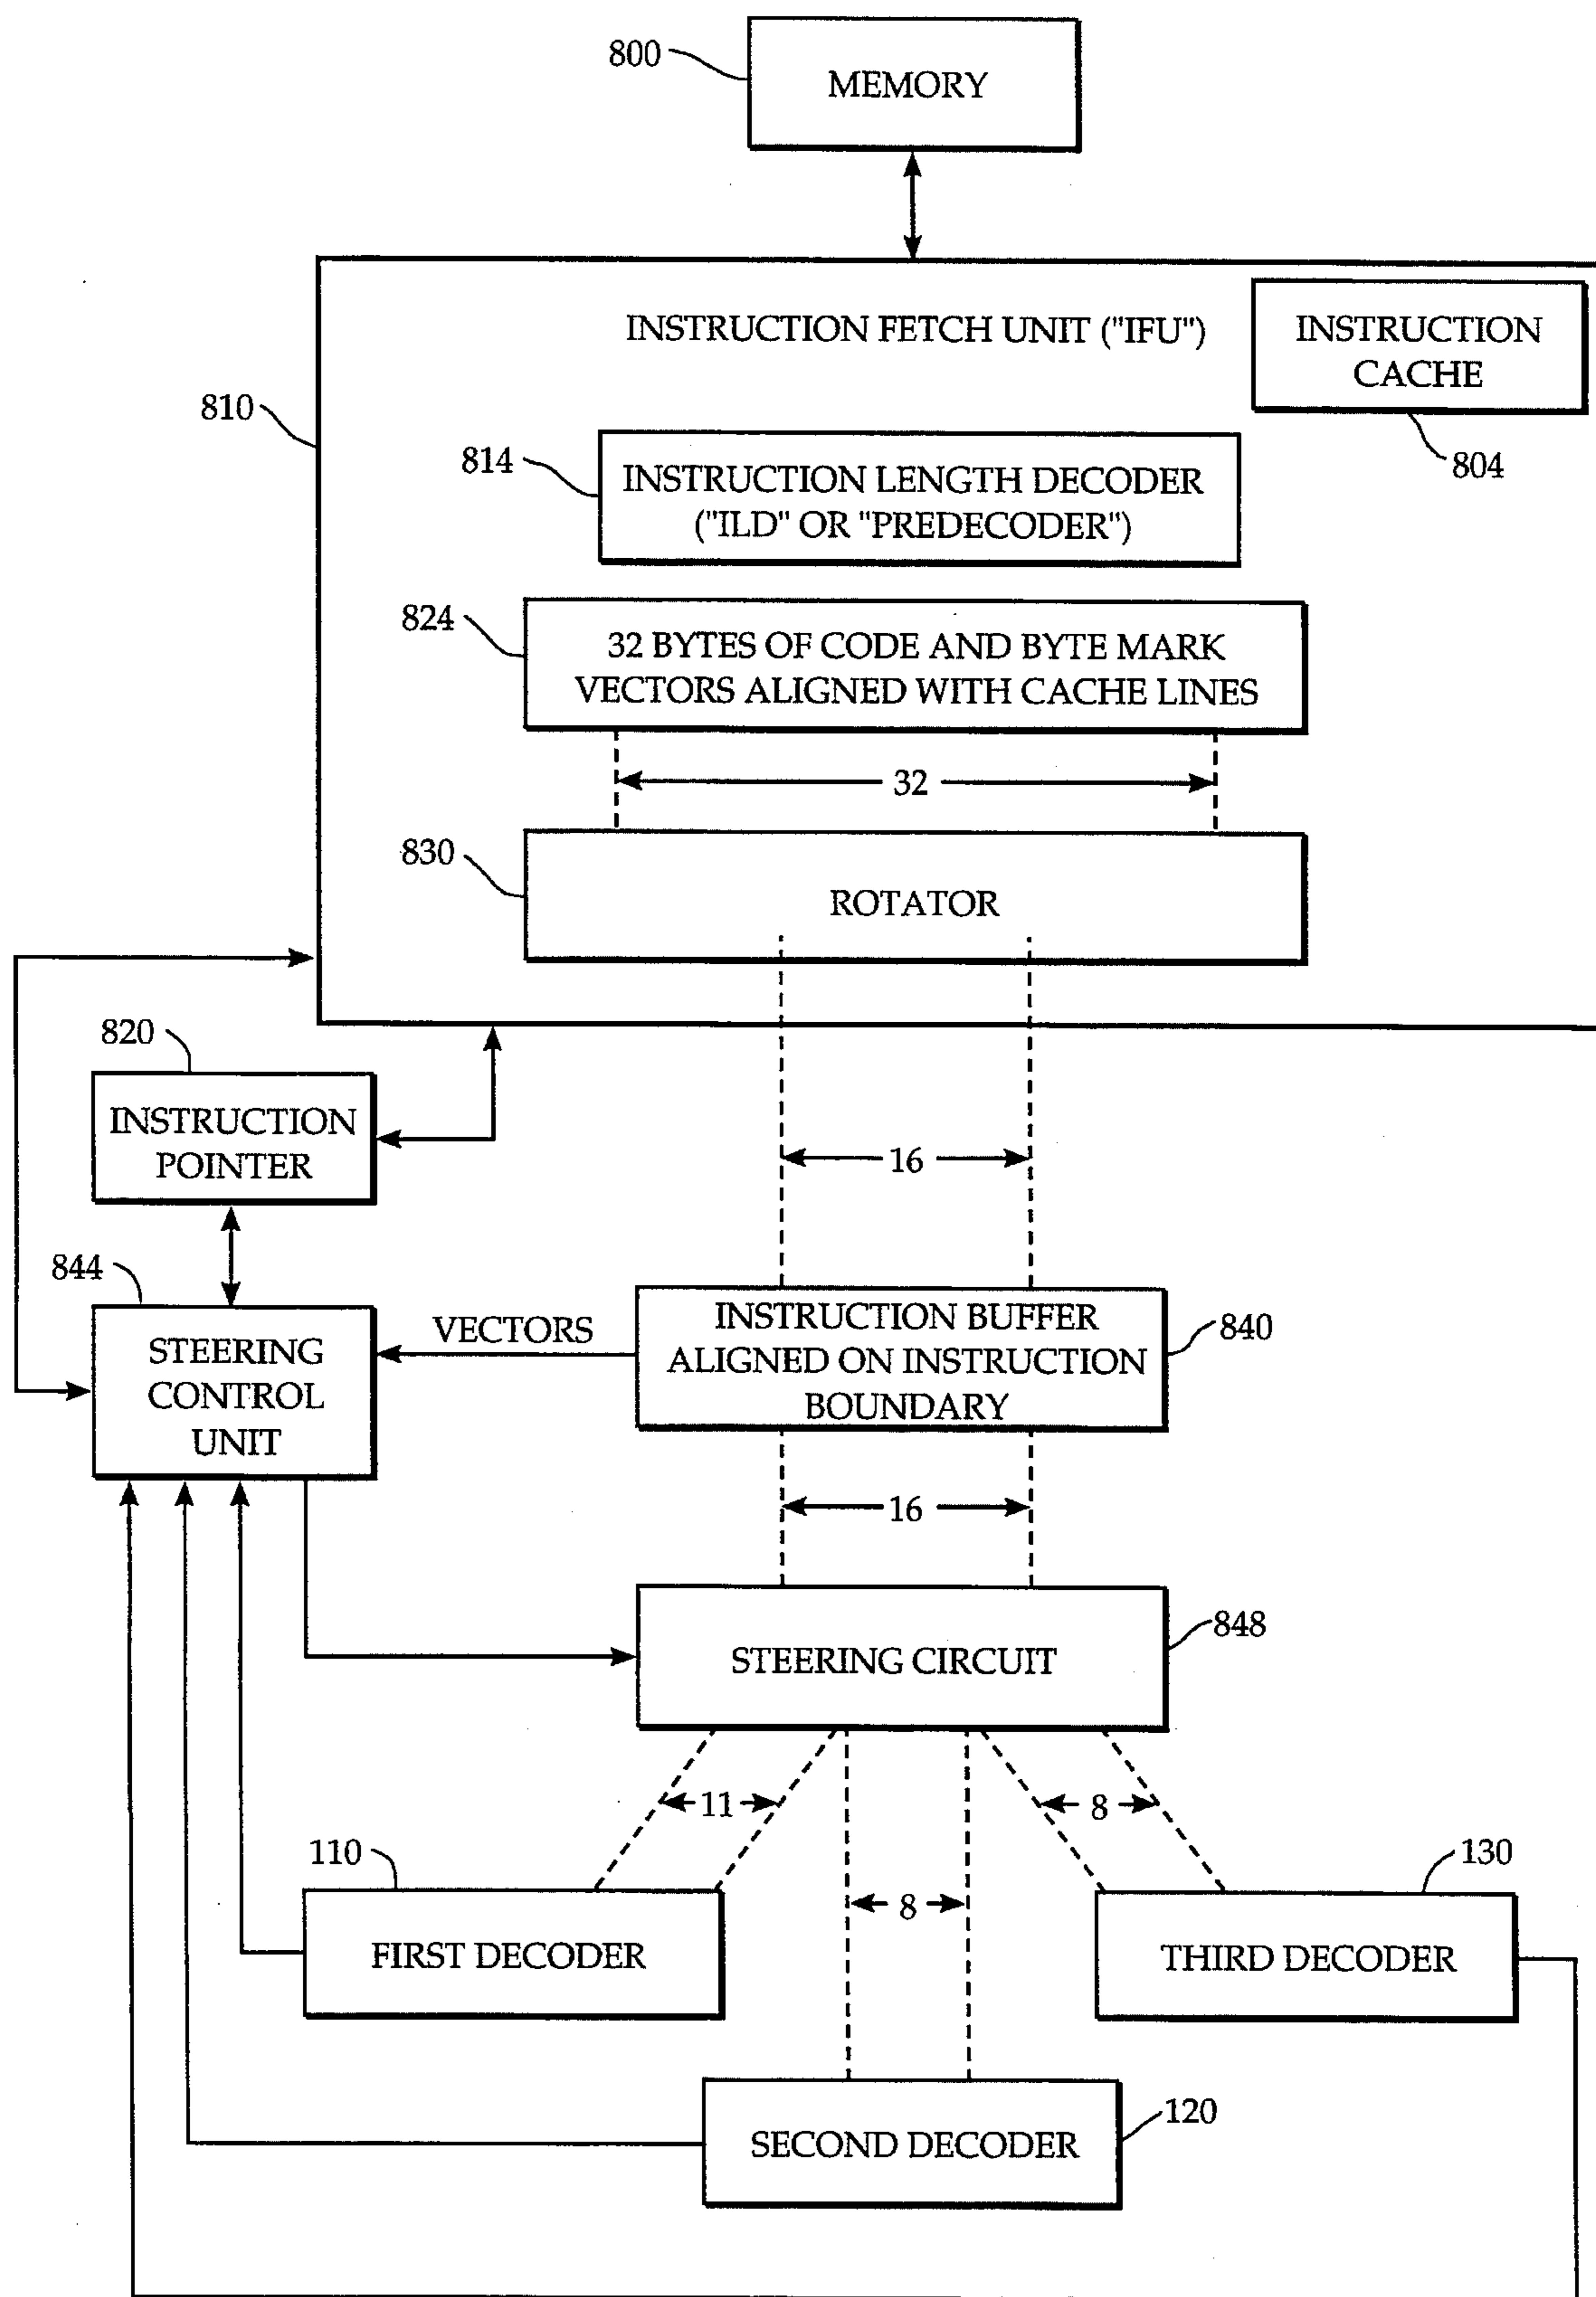 800
MEMORY
INSTRUCTION FETCH UNIT ("IFU")
INSTRUCTION
CACHE
804
810
814
INSTRUCTION LENGTH DECODER
("ILD" OR "PREDECODER")
824
32 BYTES OF CODE AND BYTE MARK
VECTORS ALIGNED WITH CACHE LINES
32
830
ROTATOR
820
INSTRUCTION
POINTER
16
844
STEERING
CONTROL
UNIT
VECTORS
INSTRUCTION BUFFER
ALIGNED ON INSTRUCTION
BOUNDARY
840
16
STEERING CIRCUIT
848
11
8
8
110
FIRST DECODER
130
THIRD DECODER
SECOND DECODER
120